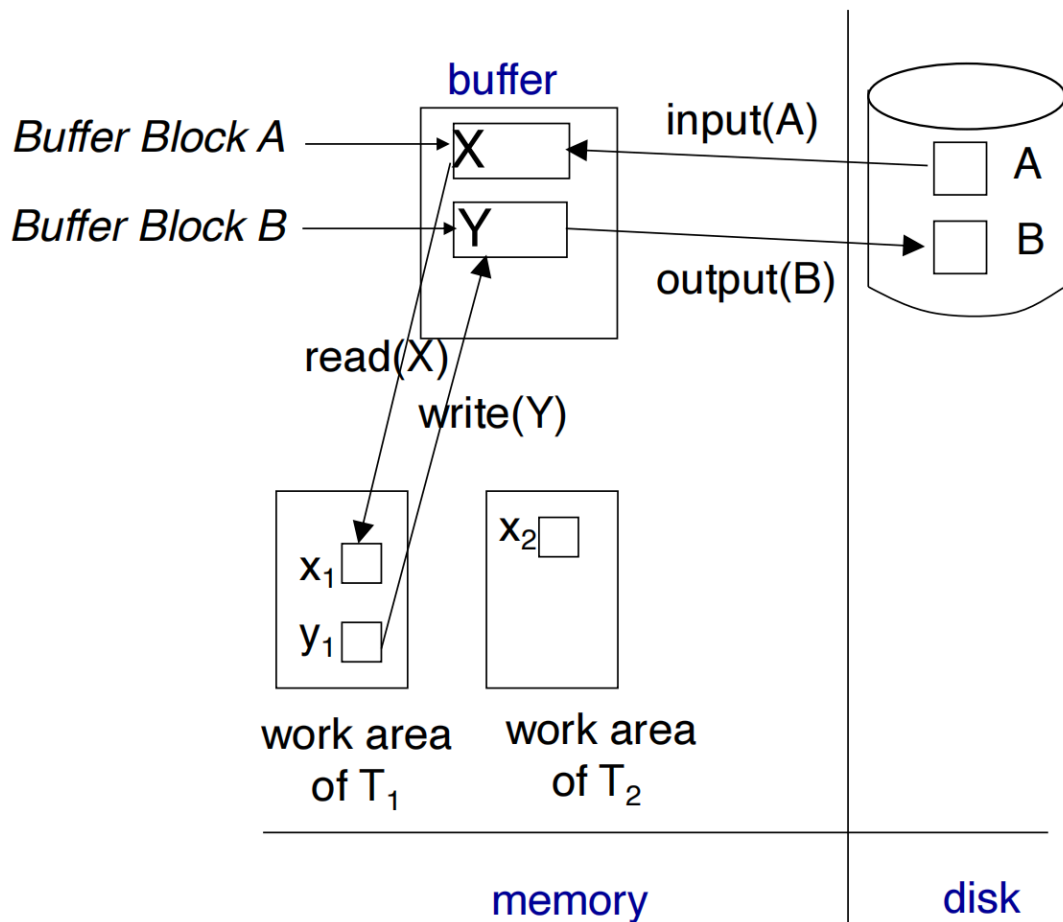 buffer
Buffer Block A
X
input(A)
A
Buffer Block B
Y
B
output(B)
read(X)
write(Y)
x₁
x₂
y₁
work area
of T₁
work area
of T₂
memory
disk